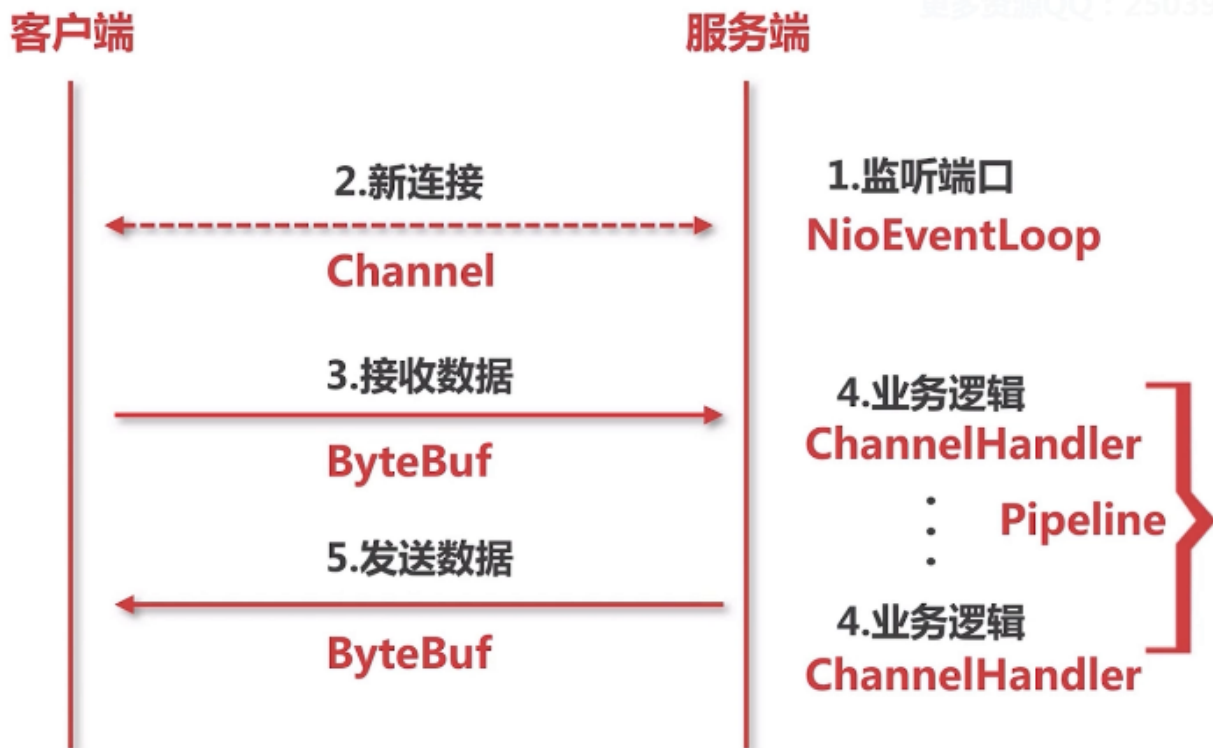 客户端
服务端
2.新连接
Channel
1.监听端口
NioEventLoop
3.接收数据
ByteBuf
4.业务逻辑
ChannelHandler
Pipeline
5.发送数据
ByteBuf
4.业务逻辑
ChannelHandler